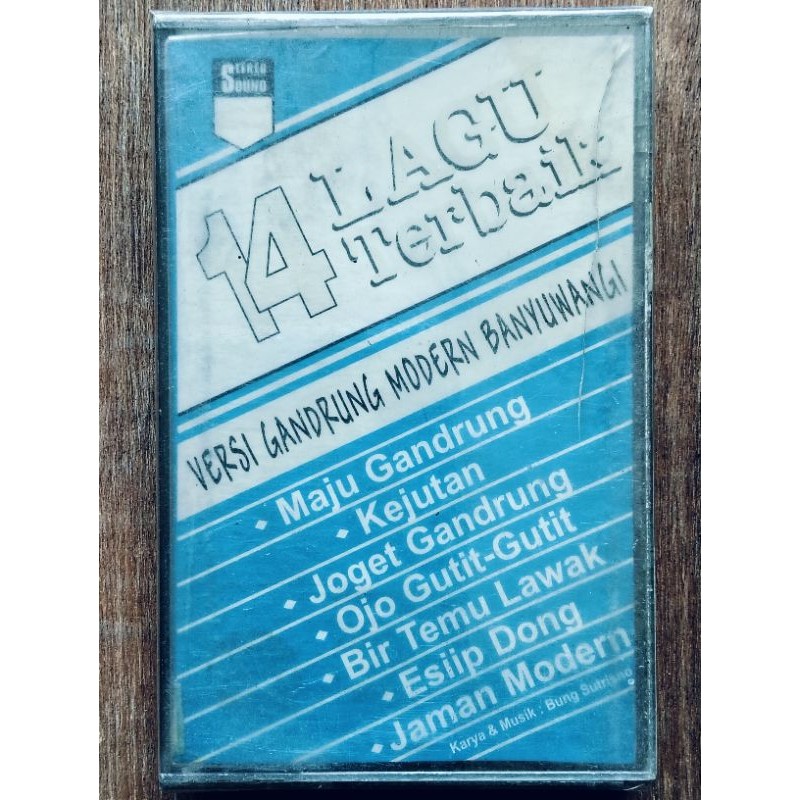 STEREO
SOUND
14 LAGU
Terbaik
VERSI GANDRUNG MODERN BANYUWANGI
• Maju Gandrung
• Kejutan
• Joget Gandrung
• Ojo Gutit-Gutit
• Bir Temu Lawak
• Esiip Dong
• Jaman Modern
Karya & Musik : Bung Sutrisno